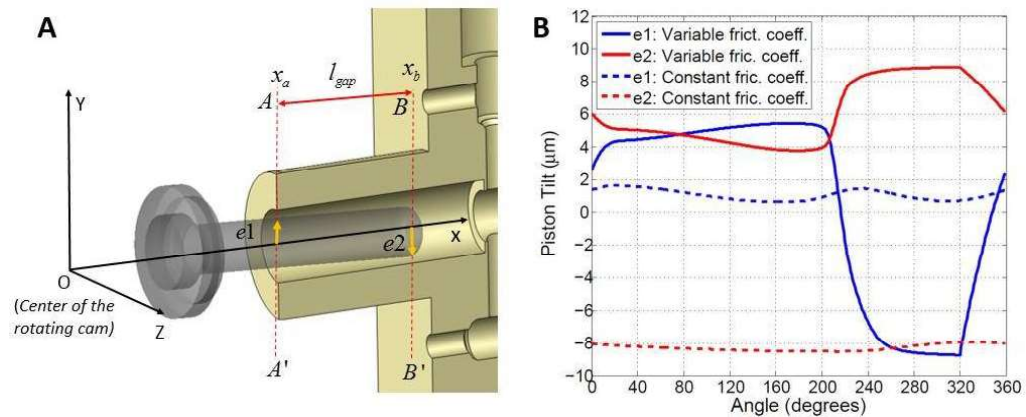 A
Y
x_a
l_gap
x_b
A
B
e1
e2
X
O
(Center of the
rotating cam)
Z
A'
B'
B
e1: Variable frict. coeff.
e2: Variable fric. coeff.
e1: Constant fric. coeff.
e2: Constant fric. coeff.
Piston Tilt (μm)
12
10
8
6
4
2
0
−2
−4
−6
−8
−10
0 40 80 120 160 200 240 280 320 360
Angle (degrees)